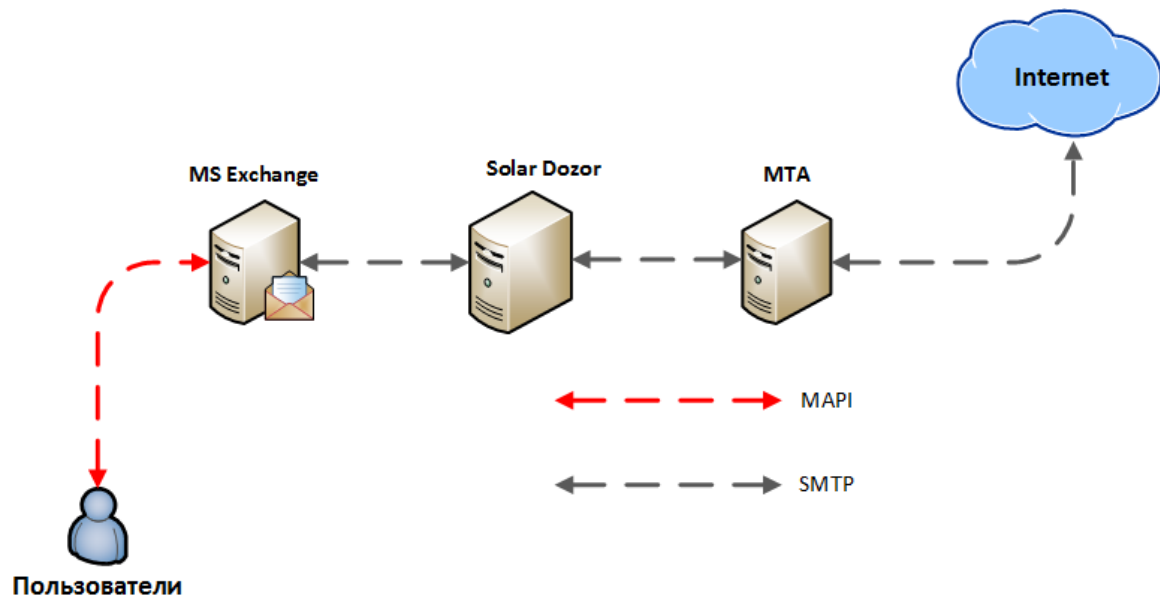 Internet
MS Exchange
Solar Dozor
MTA
MAPI
SMTP
Пользователи